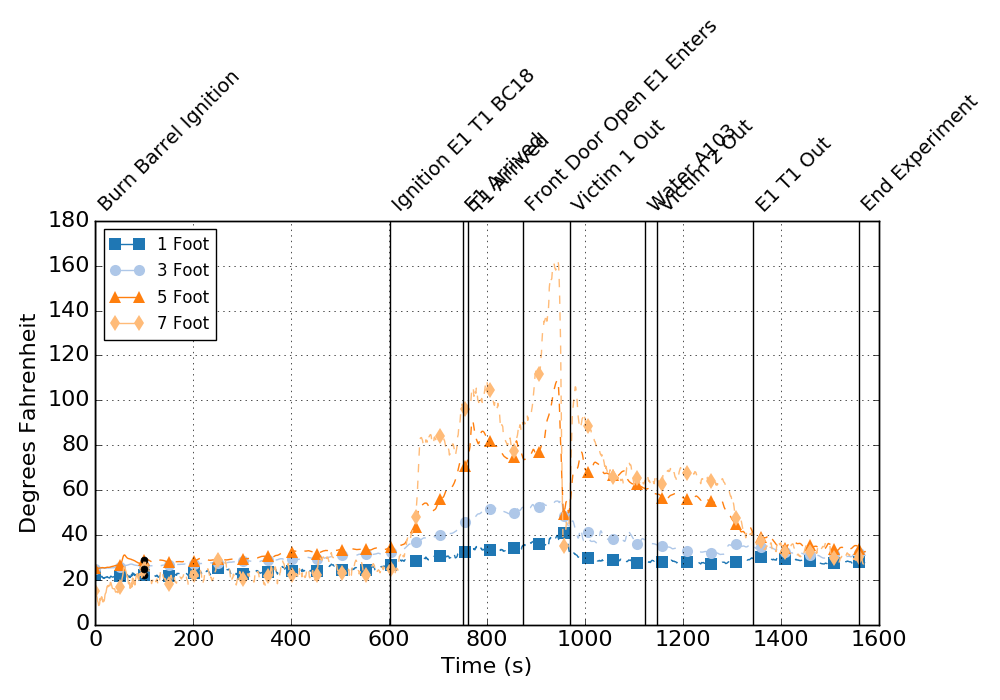 Burn Barrel Ignition
Ignition E1 T1 BC18
E1 Arrived
T1 Arrived
Front Door Open E1 Enters
Victim 1 Out
Water A103
Victim 2 Out
E1 T1 Out
End Experiment
180
160
140
120
100
80
60
40
20
0
Degrees Fahrenheit
1 Foot
3 Foot
5 Foot
7 Foot
0 200 400 600 800 1000 1200 1400 1600
Time (s)